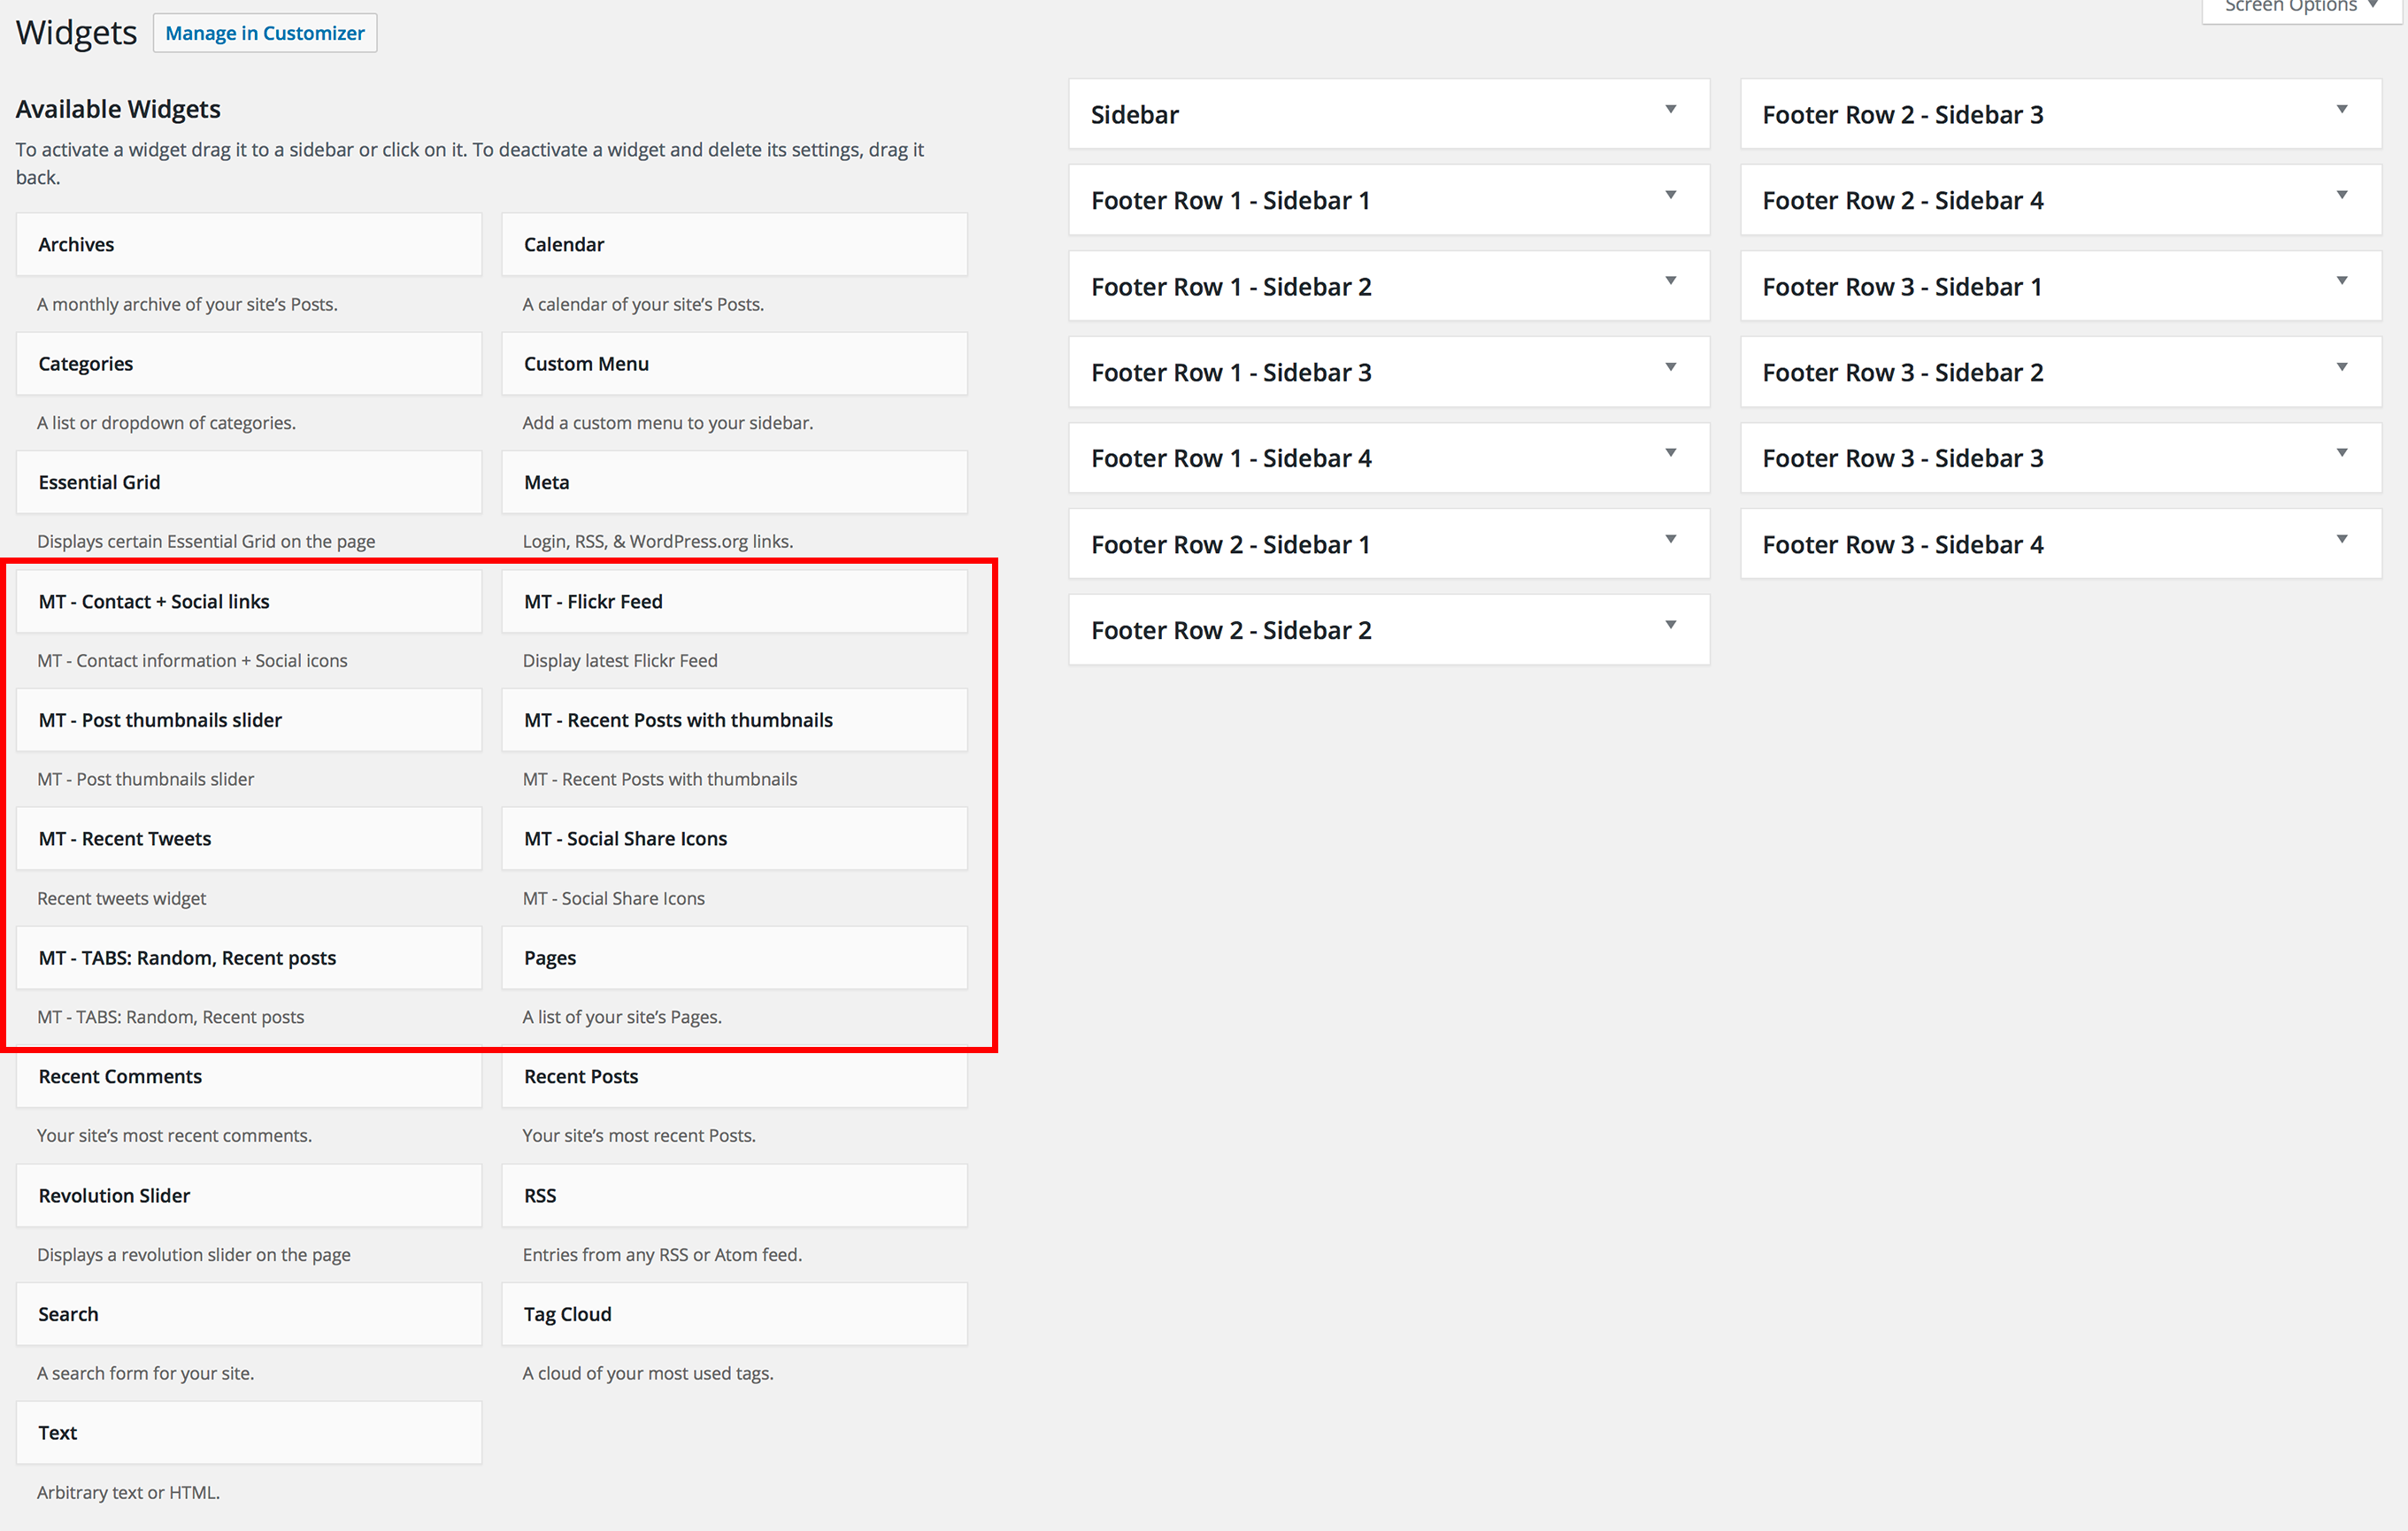 Widgets
Manage in Customizer
Screen Options
Available Widgets
To activate a widget drag it to a sidebar or click on it. To deactivate a widget and delete its settings, drag it
back.
Archives
Calendar
A monthly archive of your site’s Posts.
A calendar of your site’s Posts.
Categories
Custom Menu
A list or dropdown of categories.
Add a custom menu to your sidebar.
Essential Grid
Meta
Displays certain Essential Grid on the page
Login, RSS, & WordPress.org links.
MT - Contact + Social links
MT - Flickr Feed
MT - Contact information + Social icons
Display latest Flickr Feed
MT - Post thumbnails slider
MT - Recent Posts with thumbnails
MT - Post thumbnails slider
MT - Recent Posts with thumbnails
MT - Recent Tweets
MT - Social Share Icons
Recent tweets widget
MT - Social Share Icons
MT - TABS: Random, Recent posts
Pages
MT - TABS: Random, Recent posts
A list of your site’s Pages.
Recent Comments
Recent Posts
Your site’s most recent comments.
Your site’s most recent Posts.
Revolution Slider
RSS
Displays a revolution slider on the page
Entries from any RSS or Atom feed.
Search
Tag Cloud
A search form for your site.
A cloud of your most used tags.
Text
Arbitrary text or HTML.
Sidebar
Footer Row 1 - Sidebar 1
Footer Row 1 - Sidebar 2
Footer Row 1 - Sidebar 3
Footer Row 1 - Sidebar 4
Footer Row 2 - Sidebar 1
Footer Row 2 - Sidebar 2
Footer Row 2 - Sidebar 3
Footer Row 2 - Sidebar 4
Footer Row 3 - Sidebar 1
Footer Row 3 - Sidebar 2
Footer Row 3 - Sidebar 3
Footer Row 3 - Sidebar 4